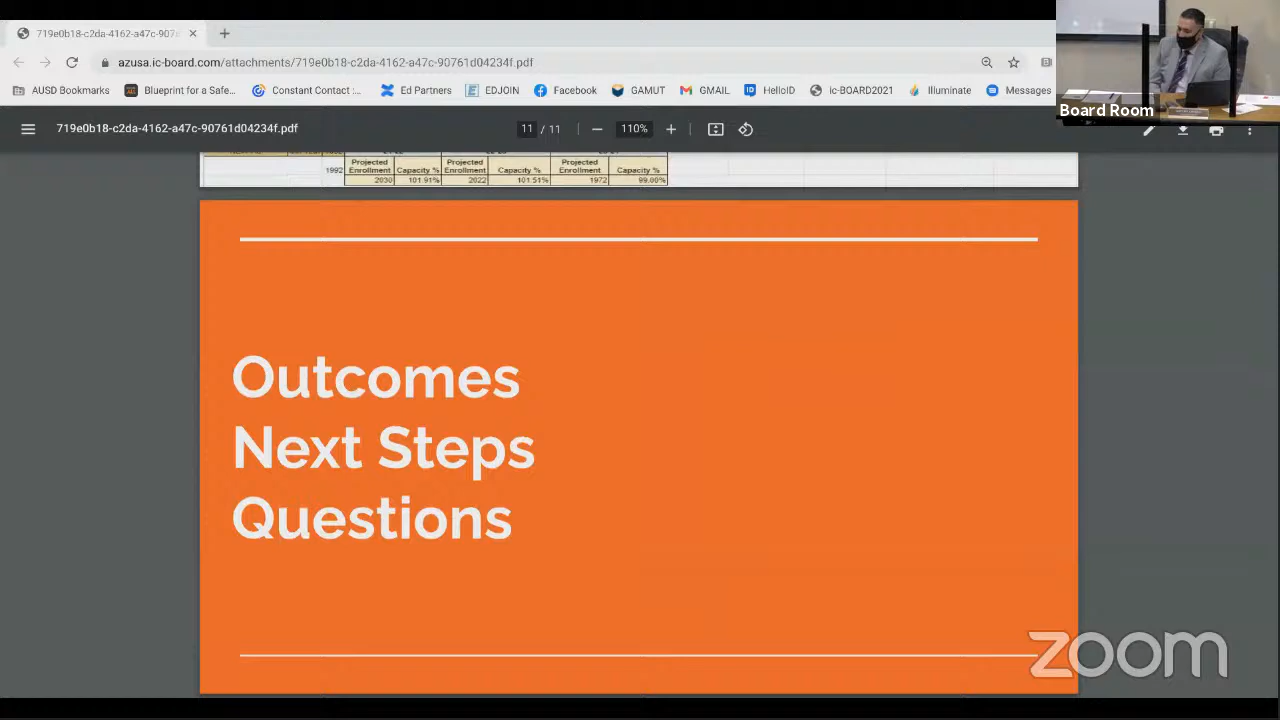 719e0b18-c2da-4162-a47c-907
azusa.ic-board.com/attachments/719e0b18-c2da-4162-a47c-90761d04234f.pdf
AUSD Bookmarks
Blueprint for a Safe...
Constant Contact :...
Ed Partners
EDJOIN
Facebook
GAMUT
GMAIL
HelloID
ic-BOARD2021
Illuminate
Messages
Board Room
719e0b18-c2da-4162-a47c-90761d04234f.pdf
11 / 11
110%
1992 Projected Enrollment Capacity % Projected Enrollment Capacity % Projected Enrollment Capacity %
2030 101.91% 2022 101.51% 1972 99.00%
Outcomes
Next Steps
Questions
zoom